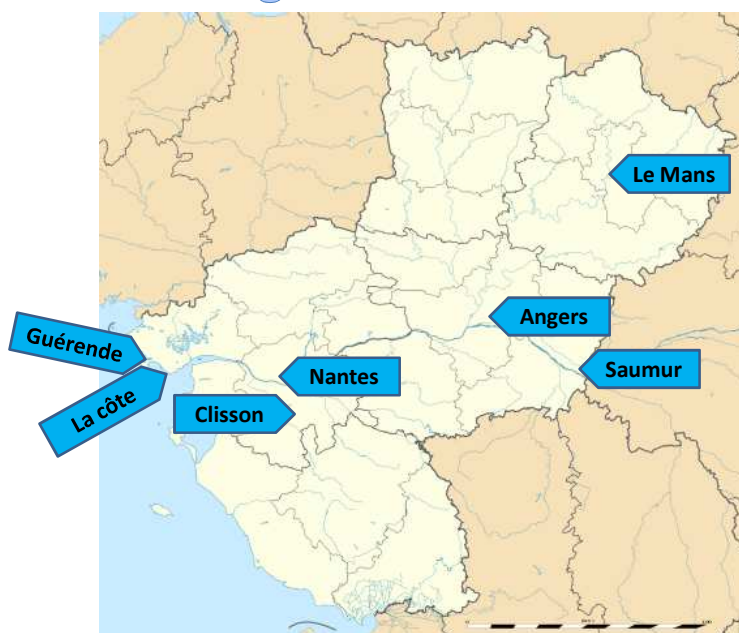 Le Mans
Angers
Guérende
Saumur
Nantes
La côte
Clisson